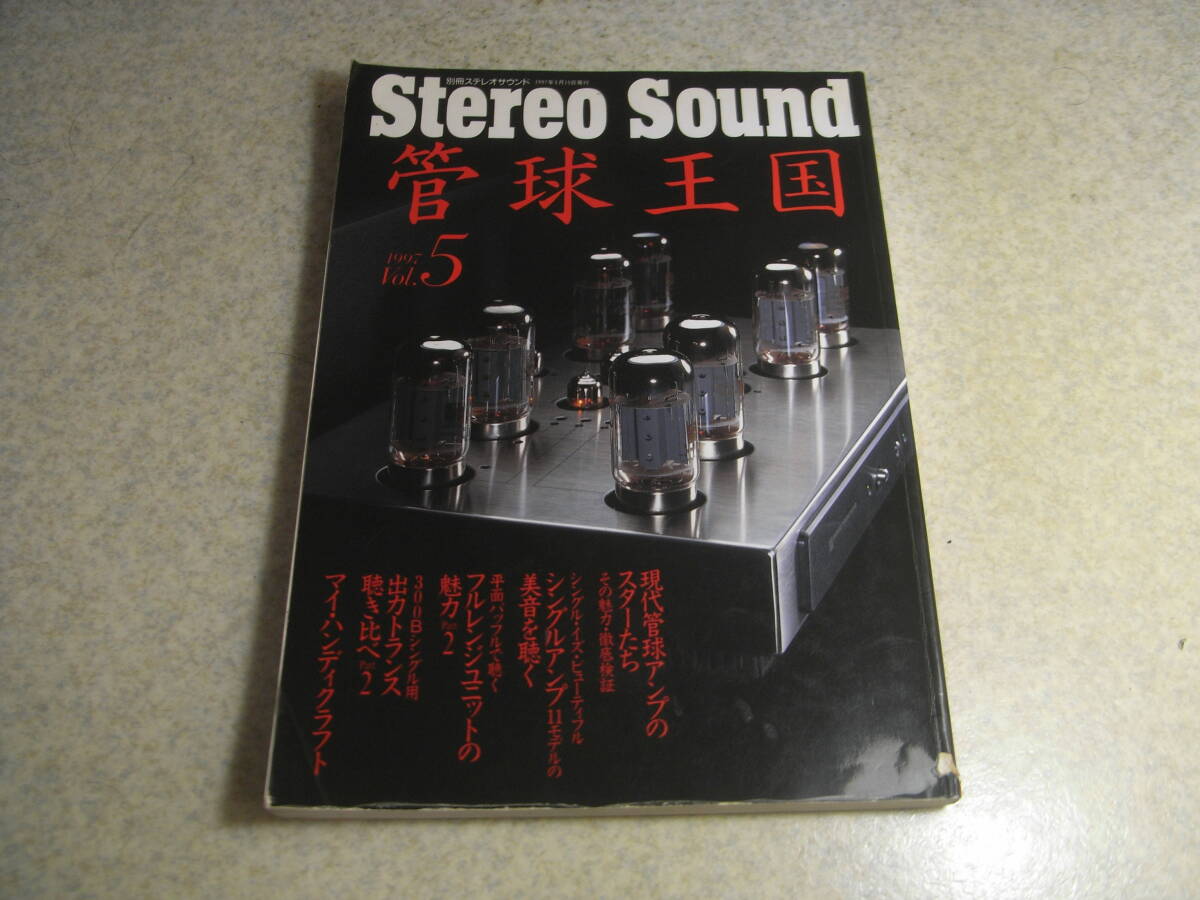 別冊ステレオサウンド
Stereo Sound
管球王国
1997
Vol.5
現代管球アンプの
スターたち
その魅力・徹底検証
シングル・イズ・ビューティフル
シングルアンプ11モデルの
美音を聴く
平面バッフルで聴く
フルレンジユニットの
魅力 Part 2
300Bシングル用
出力トランス
聴き比べ Part 2
マイ・ハンディクラフト